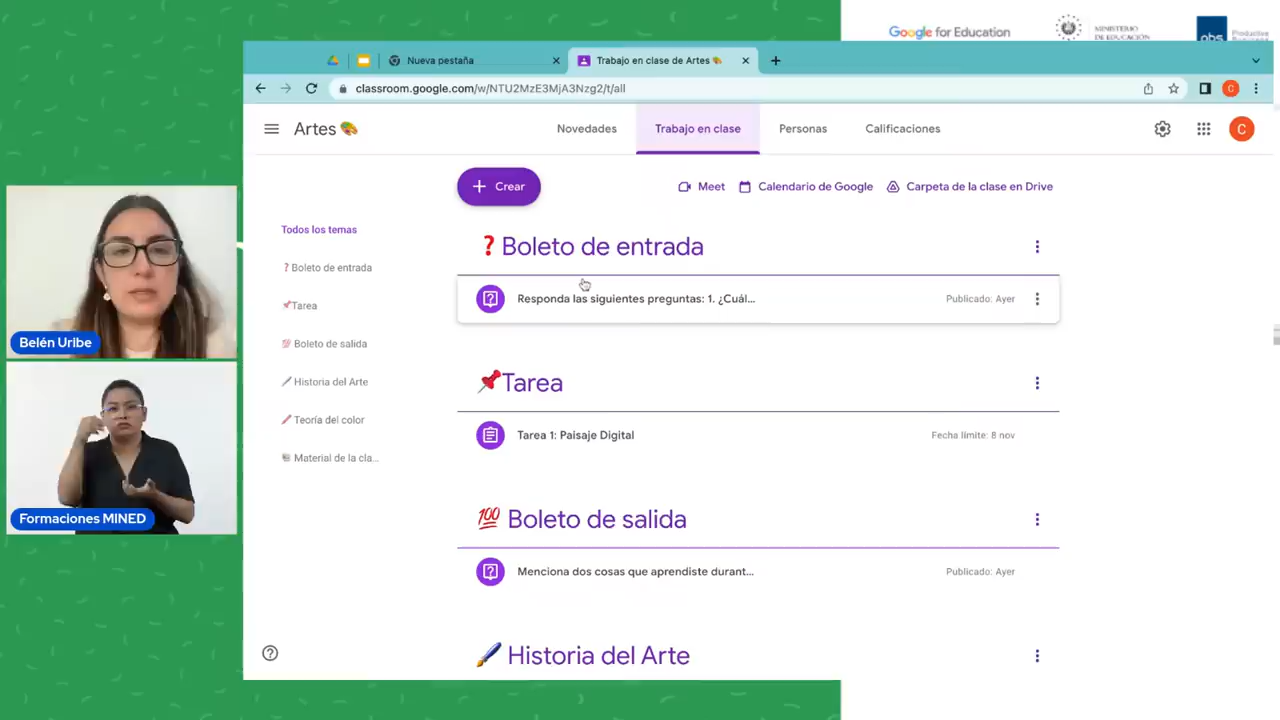 Google for Education
MINISTERIO
DE EDUCACIÓN
abs
Productive
Nueva pestaña
Trabajo en clase de Artes
classroom.google.com/w/NTU2MzE3MjA3Nzg2/t/all
C
Artes
Novedades
Trabajo en clase
Personas
Calificaciones
C
Crear
Meet
Calendario de Google
Carpeta de la clase en Drive
Todos los temas
❓Boleto de entrada
📌Tarea
💯 Boleto de salida
🖌️ Historia del Arte
Teoría del color
Material de la cla...
❓Boleto de entrada
Responda las siguientes preguntas: 1. ¿Cuál...
Publicado: Ayer
📌Tarea
Tarea 1: Paisaje Digital
Fecha límite: 8 nov
💯 Boleto de salida
Menciona dos cosas que aprendiste durant...
Publicado: Ayer
🖌️ Historia del Arte
Belén Uribe
Formaciones MINED